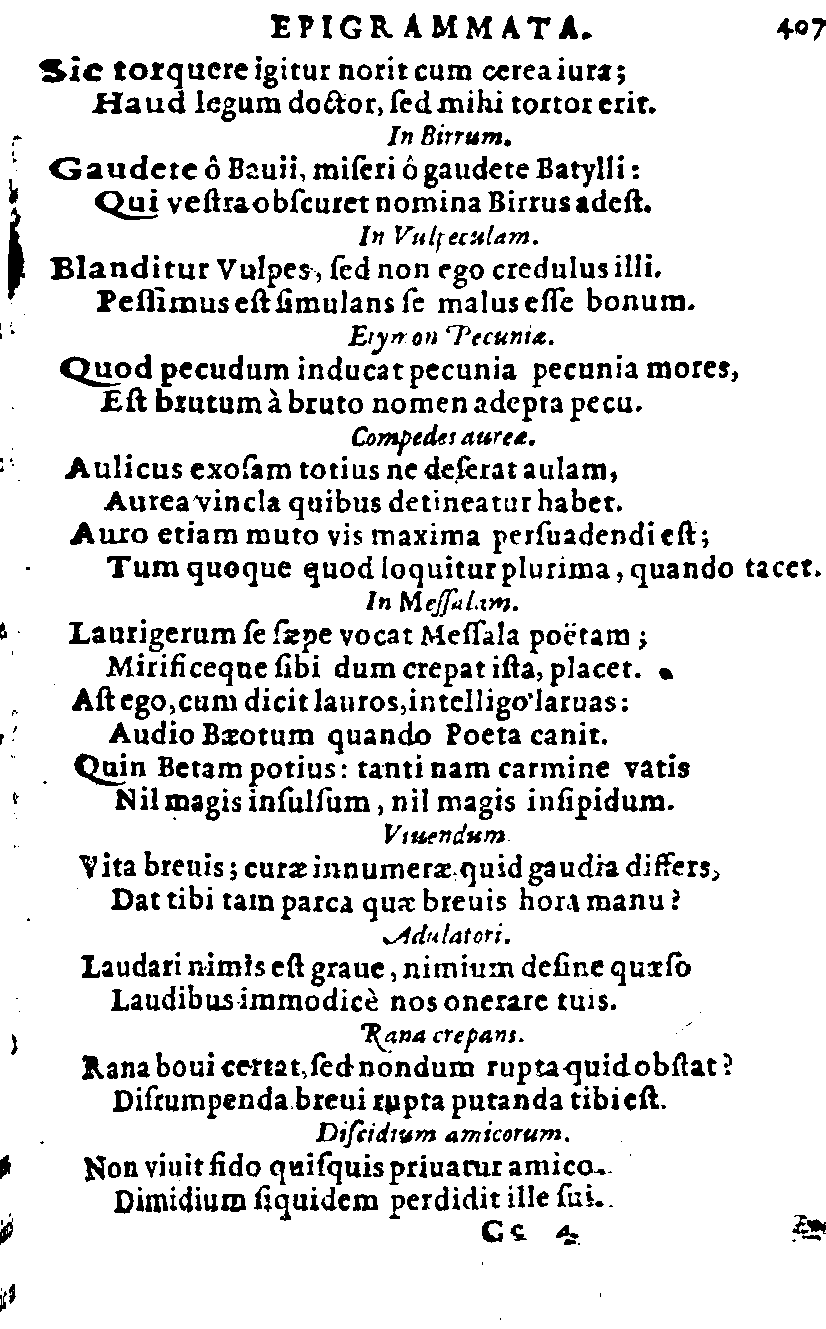 EPIGRAMMATA. 407
Sic torquere igitur norit cum cerea iura;
Haud legum doctor, ſed mihi tortor erit.
In Birrum.
Gaudete ô Bauii, miſeri ô gaudete Batylli:
Qui veſtra obſcuret nomina Birrus adeſt.
In Vulpeculam.
Blanditur Vulpes, ſed non ego credulus illi.
Peſſimus eſt ſimulans ſe malus eſſe bonum.
Etymon Pecuniæ.
Quod pecudum inducat pecunia pecunia mores,
Eſt brutum à bruto nomen adepta pecu.
Compedes aureæ.
Aulicus exoſam totius ne deſerat aulam,
Aurea vincla quibus detineatur habet.
Auro etiam muto vis maxima perſuadendi eſt;
Tum quoque quod loquitur plurima, quando tacet.
In Meſſalam.
Laurigerum ſe ſæpe vocat Meſſala poëtam;
Mirificeque ſibi dum crepat iſta, placet.
Aſt ego, cum dicit lauros, intelligo laruas:
Audio Bæotum quando Poeta canit.
Quin Betam potius: tanti nam carmine vatis
Nil magis inſulſum, nil magis inſipidum.
Viuendum
Vita breuis; curæ innumeræ quid gaudia differs,
Dat tibi tam parca quæ breuis hora manu?
Adulatori.
Laudari nimis eſt graue, nimium deſine quæſo
Laudibus immodicè nos onerare tuis.
Rana crepans.
Rana boui certat, ſed nondum rupta quid obſtat?
Diſrumpenda breui rupta putanda tibi eſt.
Diſcidium amicorum.
Non viuit fido quiſquis priuatur amico.
Dimidium ſiquidem perdidit ille ſui.
Cc 4